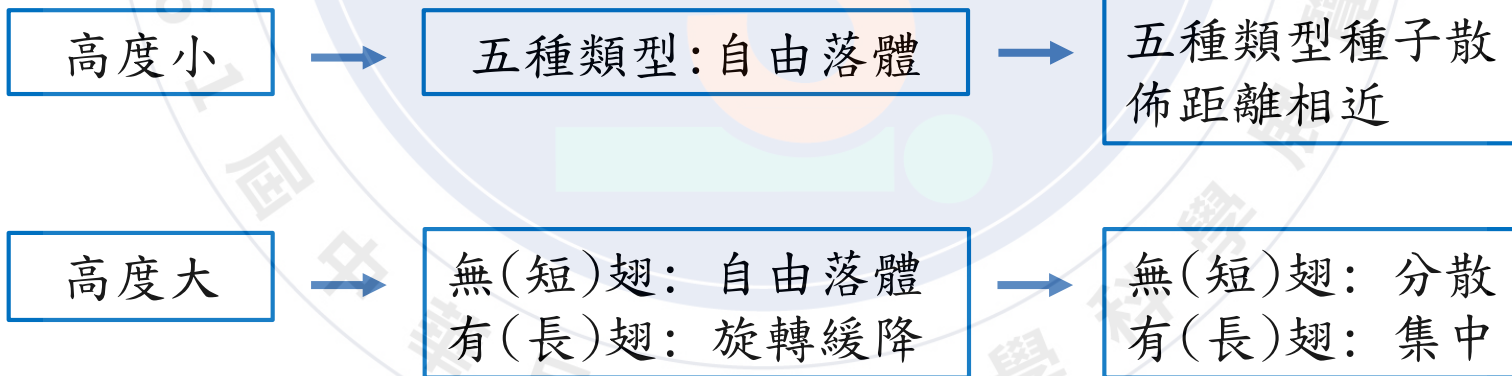 高度小
五種類型:自由落體
五種類型種子散
佈距離相近
高度大
無(短)翅: 自由落體
有(長)翅: 旋轉緩降
無(短)翅: 分散
有(長)翅: 集中